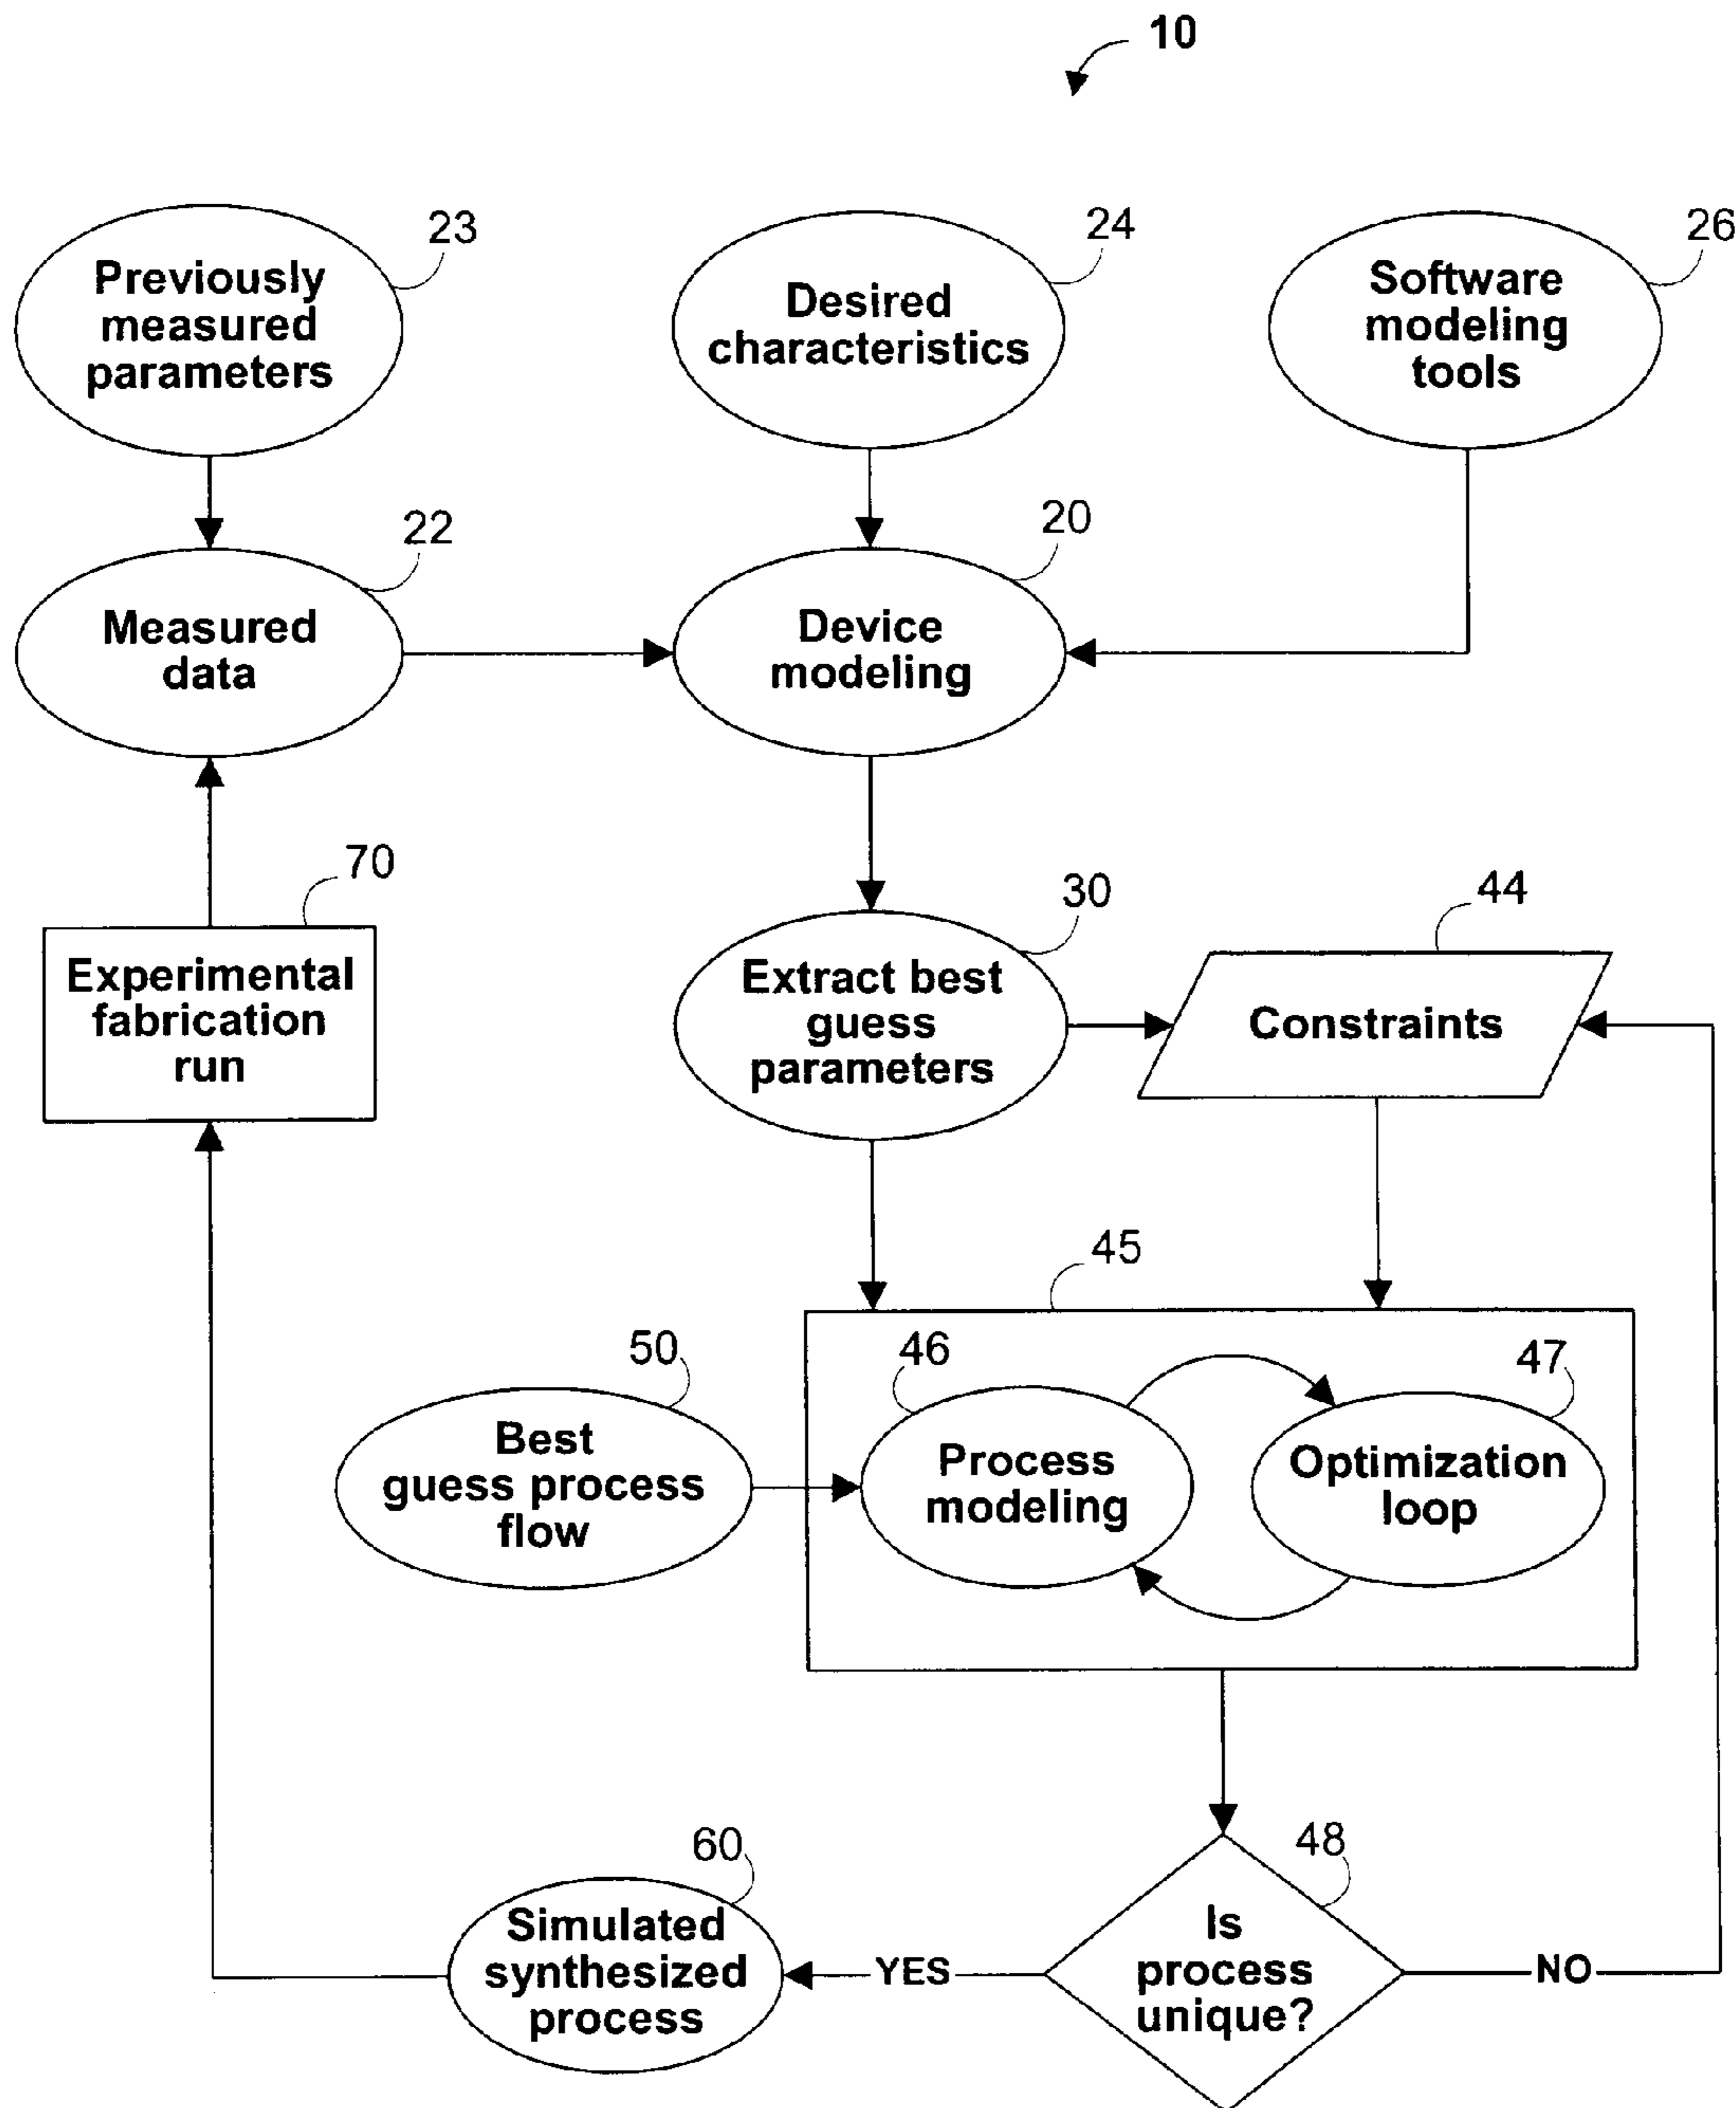 10
23
Previously
measured
parameters
24
Desired
characteristics
26
Software
modeling
tools
22
Measured
data
20
Device
modeling
70
Experimental
fabrication
run
30
Extract best
guess
parameters
44
Constraints
45
50
Best
guess process
flow
46
Process
modeling
47
Optimization
loop
60
Simulated
synthesized
process
YES
48
Is
process
unique?
NO